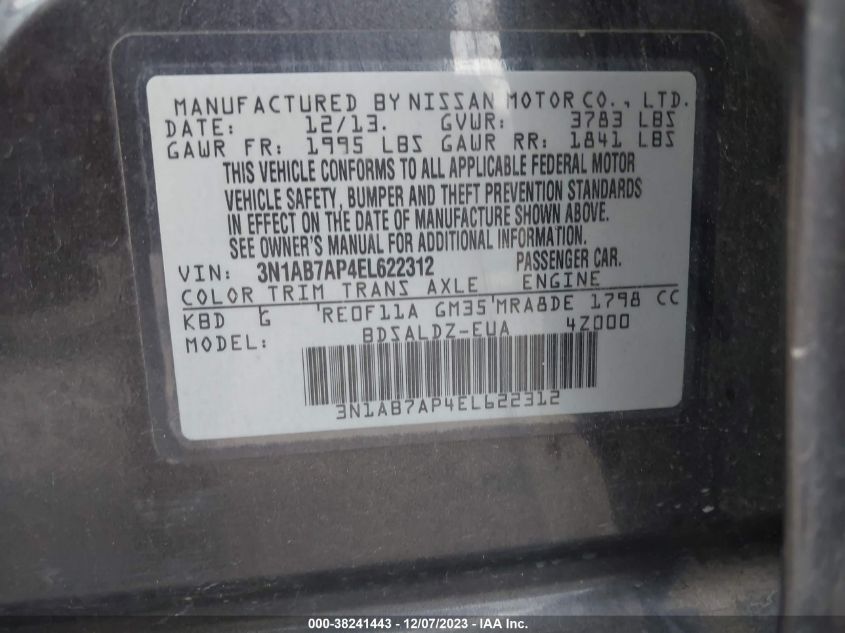 MANUFACTURED BY NISSAN MOTOR CO., LTD.
DATE: 12/13. GVWR: 3783 LBS
GAWR FR: 1995 LBS GAWR RR: 1841 LBS
THIS VEHICLE CONFORMS TO ALL APPLICABLE FEDERAL MOTOR
VEHICLE SAFETY, BUMPER AND THEFT PREVENTION STANDARDS
IN EFFECT ON THE DATE OF MANUFACTURE SHOWN ABOVE.
SEE OWNER'S MANUAL FOR ADDITIONAL INFORMATION.
VIN: 3N1AB7AP4EL622312 PASSENGER CAR.
COLOR TRIM TRANS AXLE ENGINE
KBD G RE0F11A GM35 MRA8DE 1798 CC
MODEL: BDSALDZ-EUA 4Z000
3N1AB7AP4EL622312
000-38241443 - 12/07/2023 - IAA Inc.